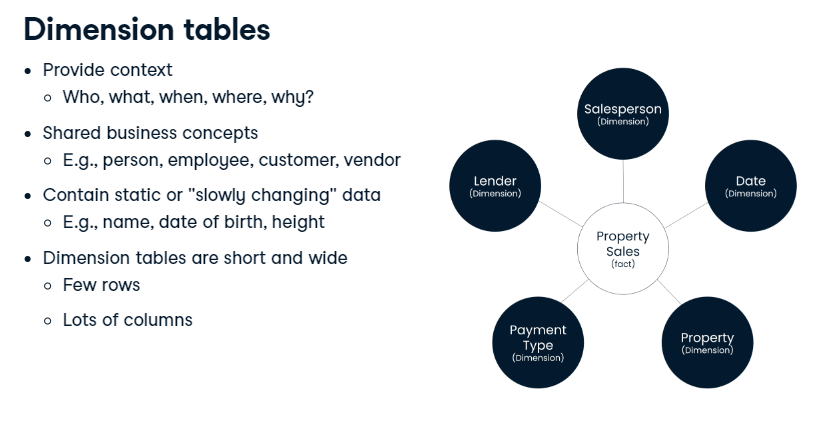 Dimension tables
Provide context
Who, what, when, where, why?
Shared business concepts
E.g., person, employee, customer, vendor
Contain static or "slowly changing" data
E.g., name, date of birth, height
Dimension tables are short and wide
Few rows
Lots of columns
Salesperson
(Dimension)
Lender
(Dimension)
Date
(Dimension)
Property
Sales
(fact)
Payment
Type
(Dimension)
Property
(Dimension)